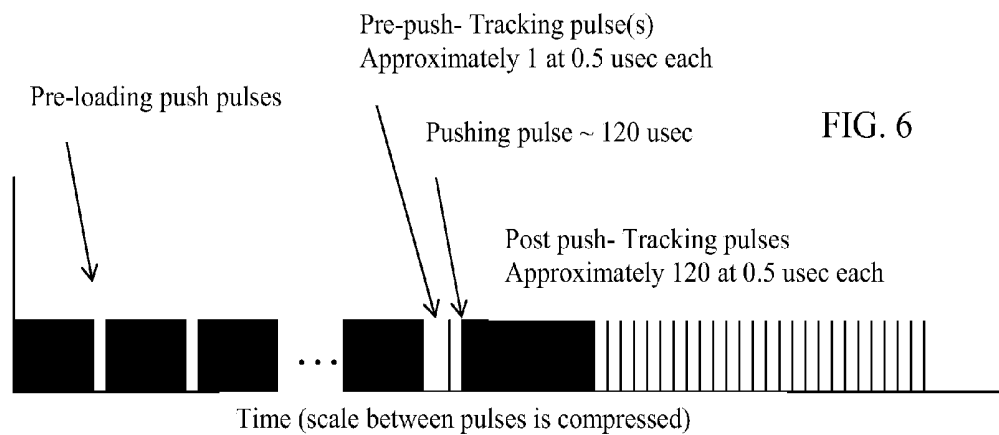 Pre-push- Tracking pulse(s)
Approximately 1 at 0.5 usec each
Pre-loading push pulses
Pushing pulse ~ 120 usec
FIG. 6
Post push- Tracking pulses
Approximately 120 at 0.5 usec each
Time (scale between pulses is compressed)